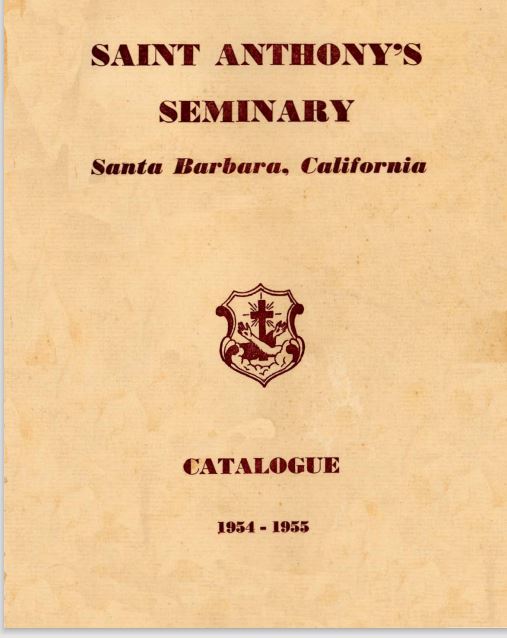 SAINT ANTHONY'S
SEMINARY
Santa Barbara, California
CATALOGUE
1954 - 1955